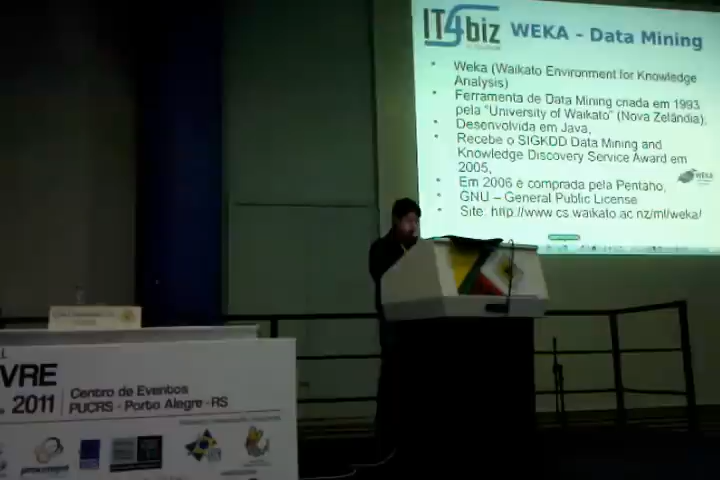 IT4biz
WEKA – Data Mining
• Weka (Waikato Environment for Knowledge
Analysis)
• Ferramenta de Data Mining criada em 1993
pela "University of Waikato" (Nova Zelândia),
• Desenvolvida em Java,
• Recebe o SIGKDD Data Mining and
Knowledge Discovery Service Award em
2005,
• Em 2006 é comprada pela Pentaho,
• GNU – General Public License
• Site: http://www.cs.waikato.ac.nz/ml/weka/
WEKA
VRE
2011
Centro de Eventos
PUCRS - Porto Alegre - RS